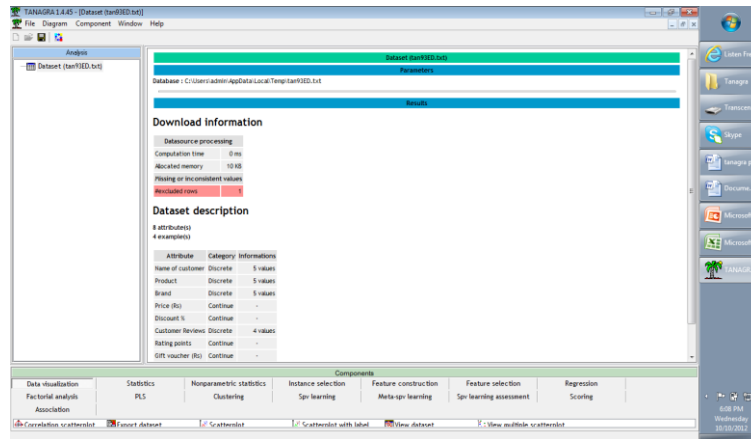 TANAGRA 1.4.45 - [Dataset (tan93ED.txt)]
File Diagram Component Window Help
Analysis
Dataset (tan93ED.txt)
Dataset (tan93ED.txt)
Parameters
Database : C:\Users\admin\AppData\Local\Temp\tan93ED.txt
Results
Download information
Datasource processing
Computation time 0 ms
Allocated memory 10 KB
Missing or inconsistent values
#excluded rows 1
Dataset description
8 attribute(s)
4 example(s)
Attribute Category Informations
Name of customer Discrete 5 values
Product Discrete 5 values
Brand Discrete 5 values
Price (Rs) Continue -
Discount % Continue -
Customer Reviews Discrete 4 values
Rating points Continue -
Gift voucher (Rs) Continue -
Components
Data visualization Statistics Nonparametric statistics Instance selection Feature construction Feature selection Regression
Factorial analysis PLS Clustering Spv learning Meta-spv learning Spv learning assessment Scoring
Association
Correlation scatterplot Export dataset Scatterplot Scatterplot with label View dataset View multiple scatterplot
Listen Fre
Tanagra
Transcen
Skype
tanagra p
Docume
Microsof
Microsof
TANAGRA
6:08 PM
Wednesday
10/10/2012